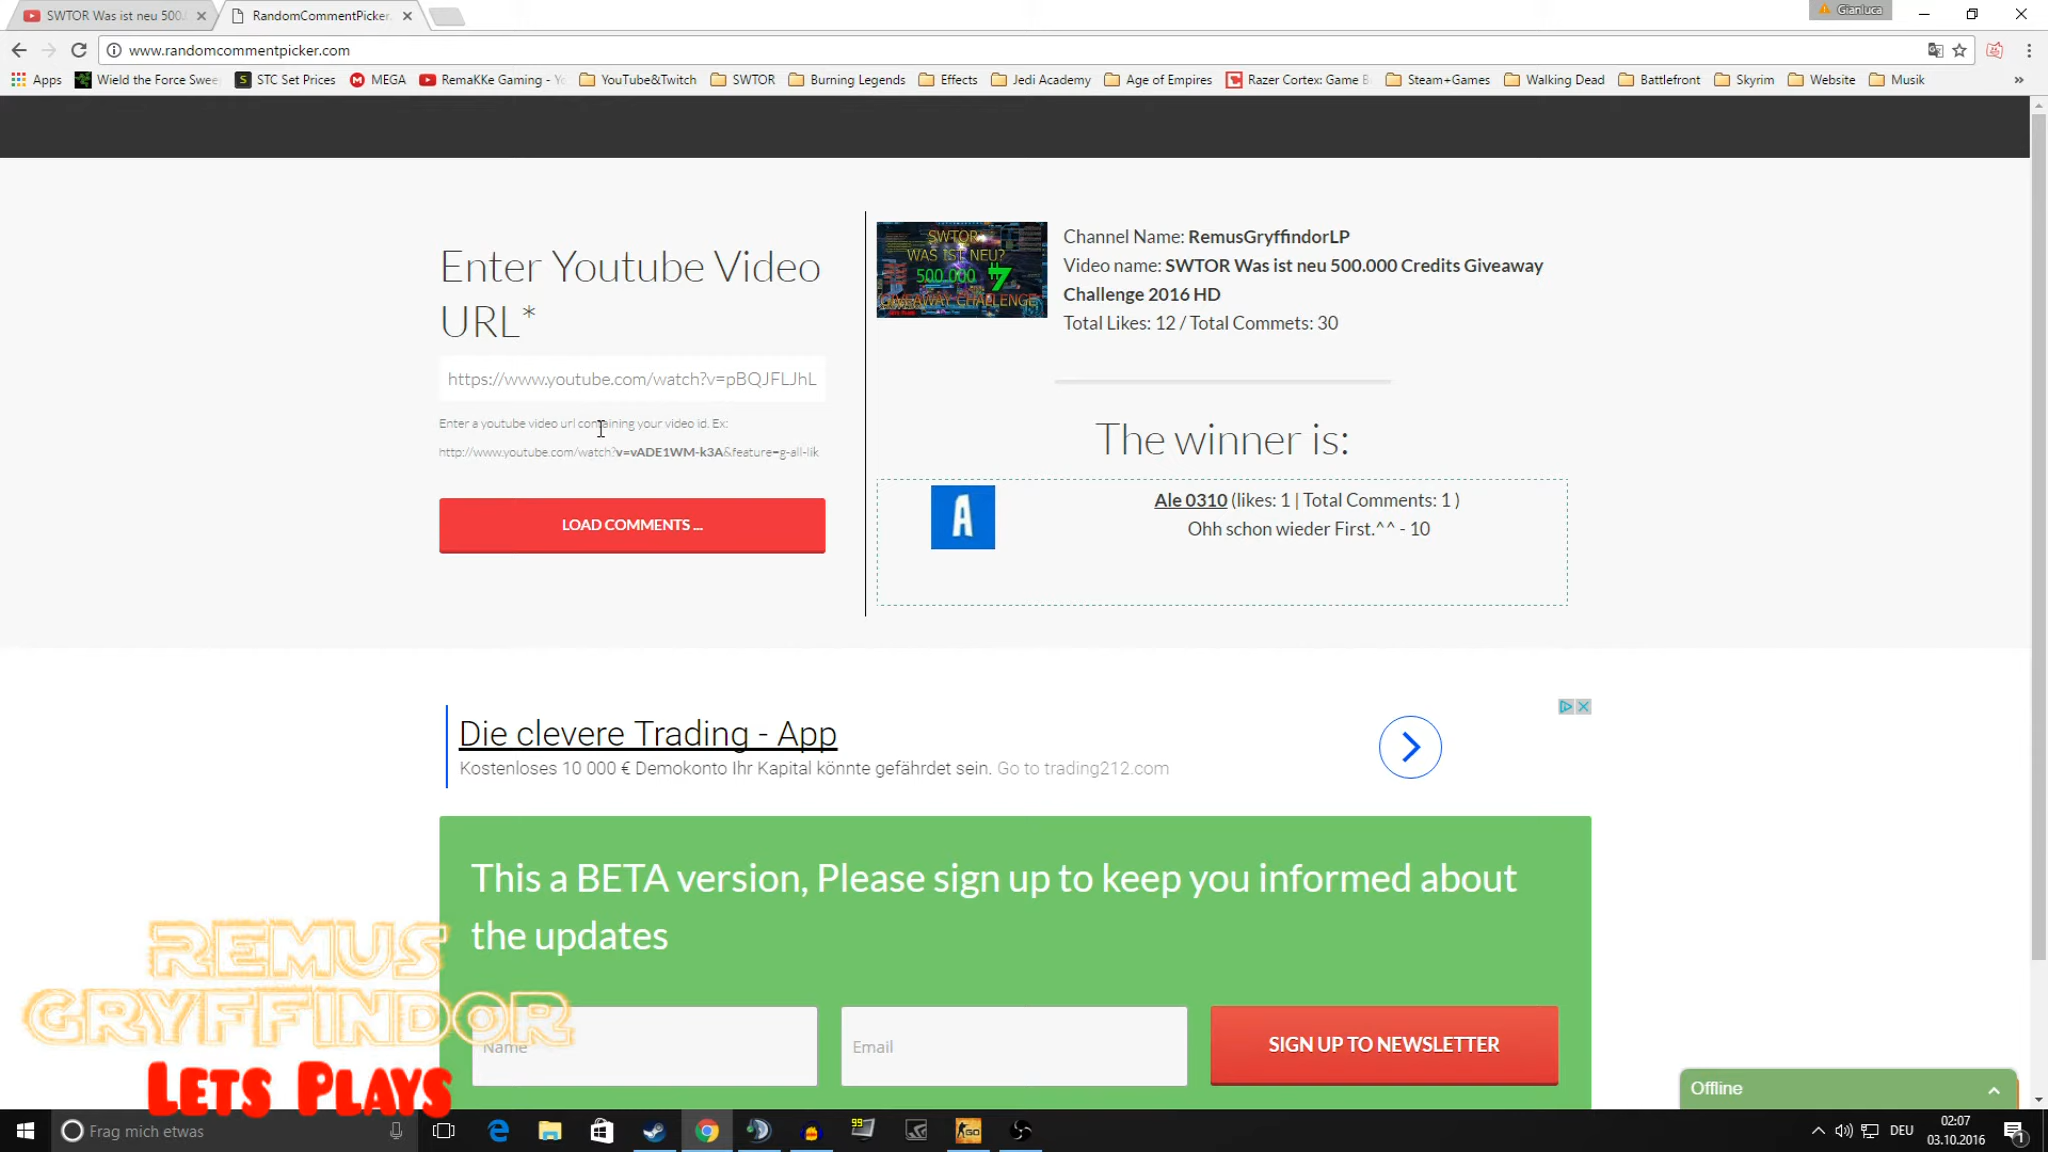 SWTOR Was ist neu 500.
RandomCommentPicker.
Gianluca
www.randomcommentpicker.com
Apps
Wield the Force Swee
STC Set Prices
MEGA
RemaKKe Gaming - Yo
YouTube&Twitch
SWTOR
Burning Legends
Effects
Jedi Academy
Age of Empires
Razer Cortex: Game B
Steam+Games
Walking Dead
Battlefront
Skyrim
Website
Musik
Enter Youtube Video
URL*
https://www.youtube.com/watch?v=pBQJFLJhL
Enter a youtube video url containing your video id. Ex:
http://www.youtube.com/watch?v=vADE1WM-k3A&feature=g-all-lik
LOAD COMMENTS ...
SWTOR
WAS IST NEU?
500.000
GIVEAWAY CHALLENGE
Channel Name: RemusGryffindorLP
Video name: SWTOR Was ist neu 500.000 Credits Giveaway
Challenge 2016 HD
Total Likes: 12 / Total Commets: 30
The winner is:
A
Ale 0310 (likes: 1 | Total Comments: 1 )
Ohh schon wieder First.^^ - 10
Die clevere Trading - App
Kostenloses 10 000 € Demokonto Ihr Kapital könnte gefährdet sein. Go to trading212.com
This a BETA version, Please sign up to keep you informed about
the updates
Name
Email
SIGN UP TO NEWSLETTER
REMUS
GRYFFINDOR
LETS PLAYS
Offline
Frag mich etwas
99
GO
DEU
02:07
03.10.2016
1